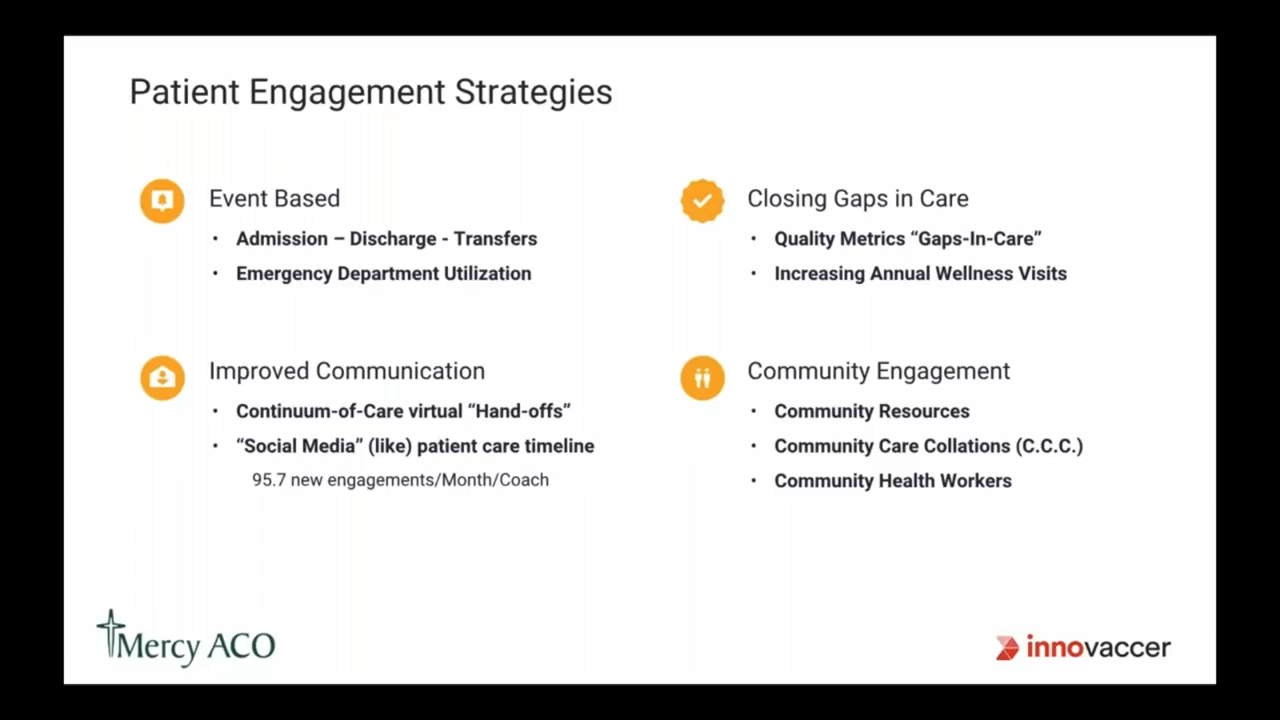 Patient Engagement Strategies
Event Based
• Admission – Discharge - Transfers
• Emergency Department Utilization
Closing Gaps in Care
• Quality Metrics “Gaps-In-Care”
• Increasing Annual Wellness Visits
Improved Communication
• Continuum-of-Care virtual “Hand-offs”
• “Social Media” (like) patient care timeline
95.7 new engagements/Month/Coach
Community Engagement
• Community Resources
• Community Care Collations (C.C.C.)
• Community Health Workers
Mercy ACO
innovaccer